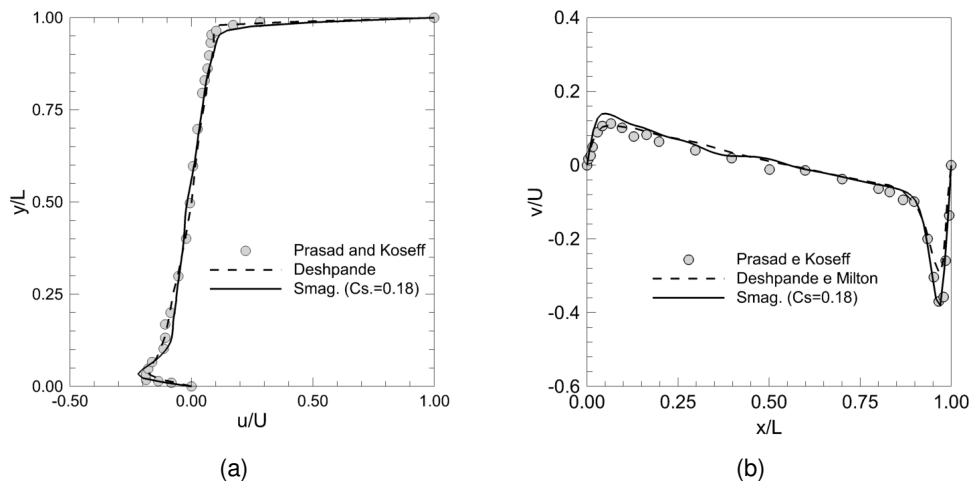 1.00
0.75
0.50
0.25
0.00
y/L
-0.50
0.00
0.50
1.00
u/U
Prasad and Koseff
Deshpande
Smag. (Cs.=0.18)
(a)
0.4
0.2
0
-0.2
-0.4
-0.6
v/U
0.00
0.25
0.50
0.75
1.00
x/L
Prasad e Koseff
Deshpande e Milton
Smag. (Cs=0.18)
(b)